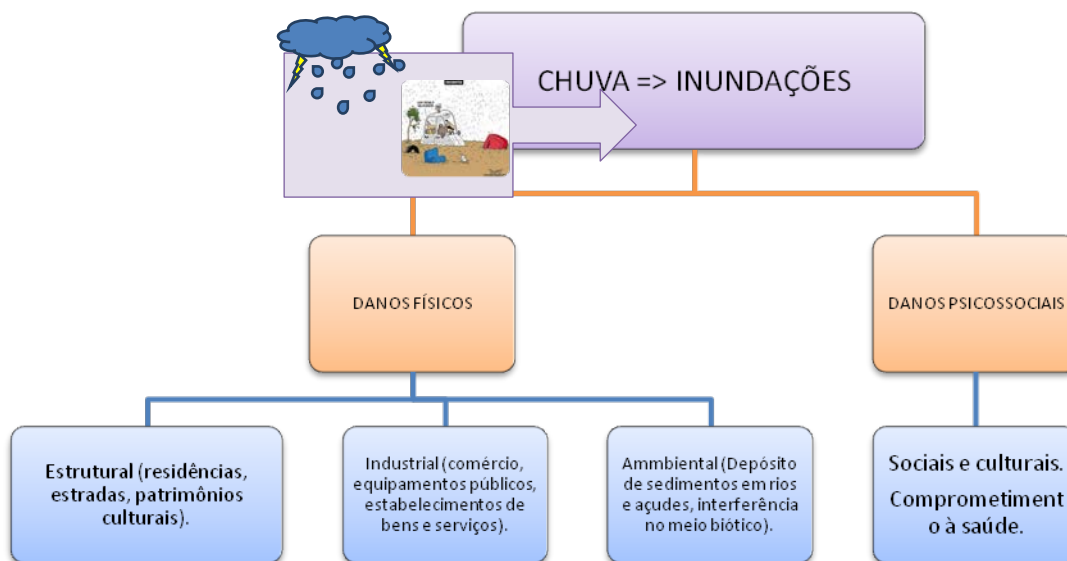 CHUVA => INUNDAÇÕES
DANOS FÍSICOS
DANOS PSICOSSOCIAIS
Estrutural (residências,
estradas, patrimônios
culturais).
Industrial (comércio,
equipamentos públicos,
estabelecimentos de
bens e serviços).
Ammbiental (Depósito
de sedimentos em rios
e açudes, interferência
no meio biótico).
Sociais e culturais.
Comprometiment
o à saúde.